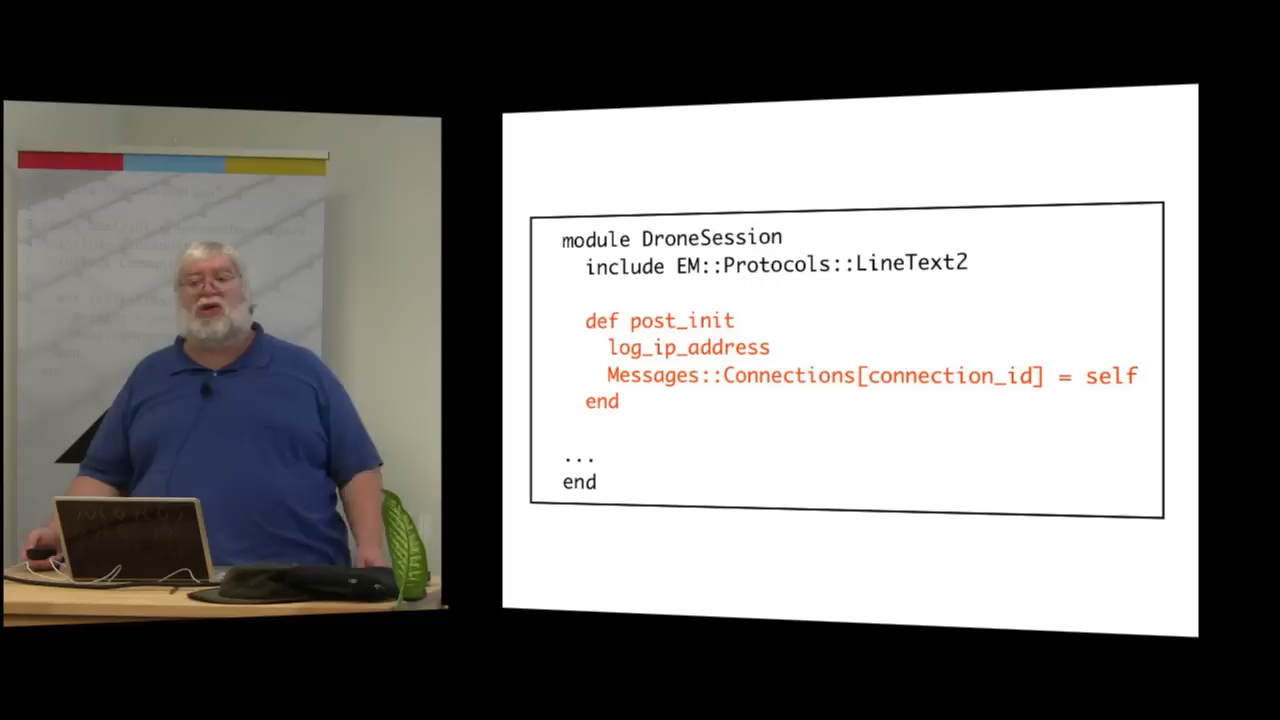 module DroneSession
include EM::Protocols::LineText2
def post_init
log_ip_address
Messages::Connections[connection_id] = self
end
...
end